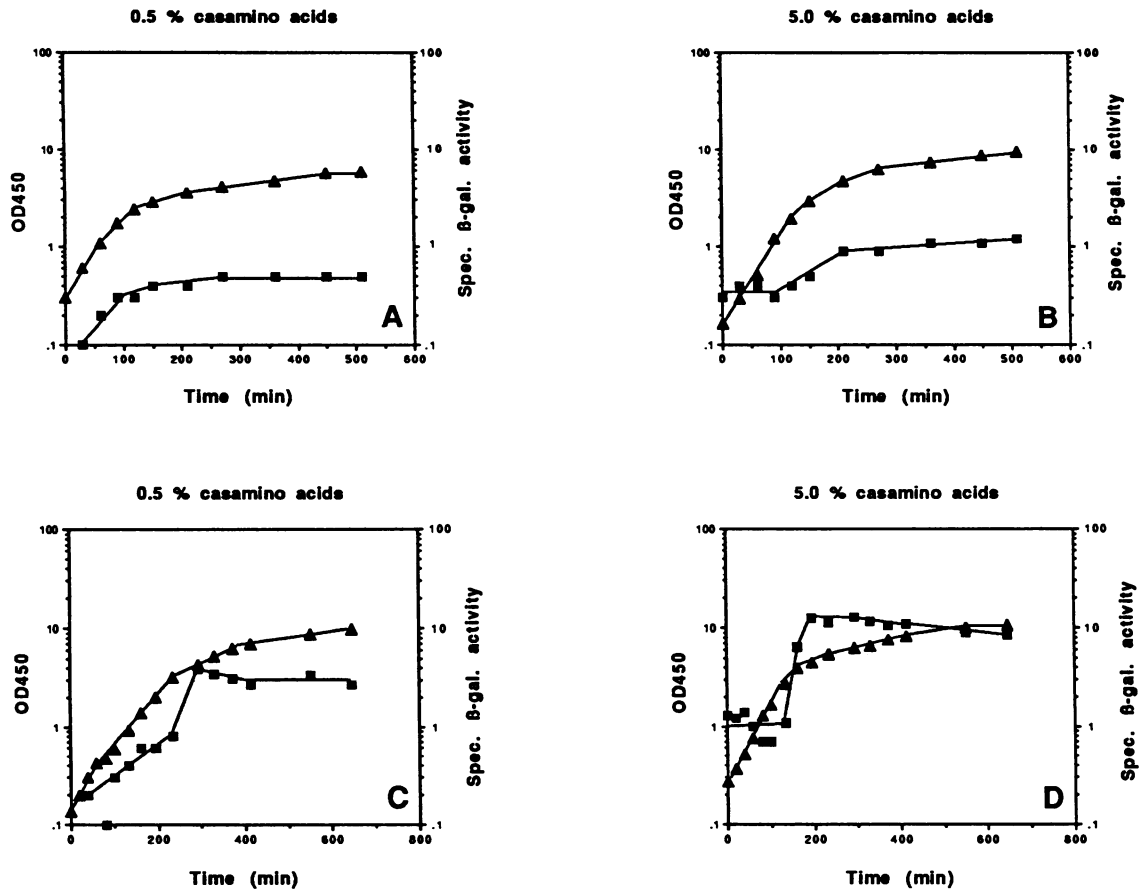 0.5 % casamino acids
100
10
1
.1
OD450
0 100 200 300 400 500 600
Time (min)
100
10
1
.1
Spec. β-gal. activity
A
5.0 % casamino acids
100
10
1
.1
OD450
0 100 200 300 400 500 600
Time (min)
100
10
1
.1
Spec. β-gal. activity
B
0.5 % casamino acids
100
10
1
.1
OD450
0 200 400 600 800
Time (min)
100
10
1
.1
Spec. β-gal. activity
C
5.0 % casamino acids
100
10
1
.1
OD450
0 200 400 600 800
Time (min)
100
10
1
.1
Spec. β-gal. activity
D